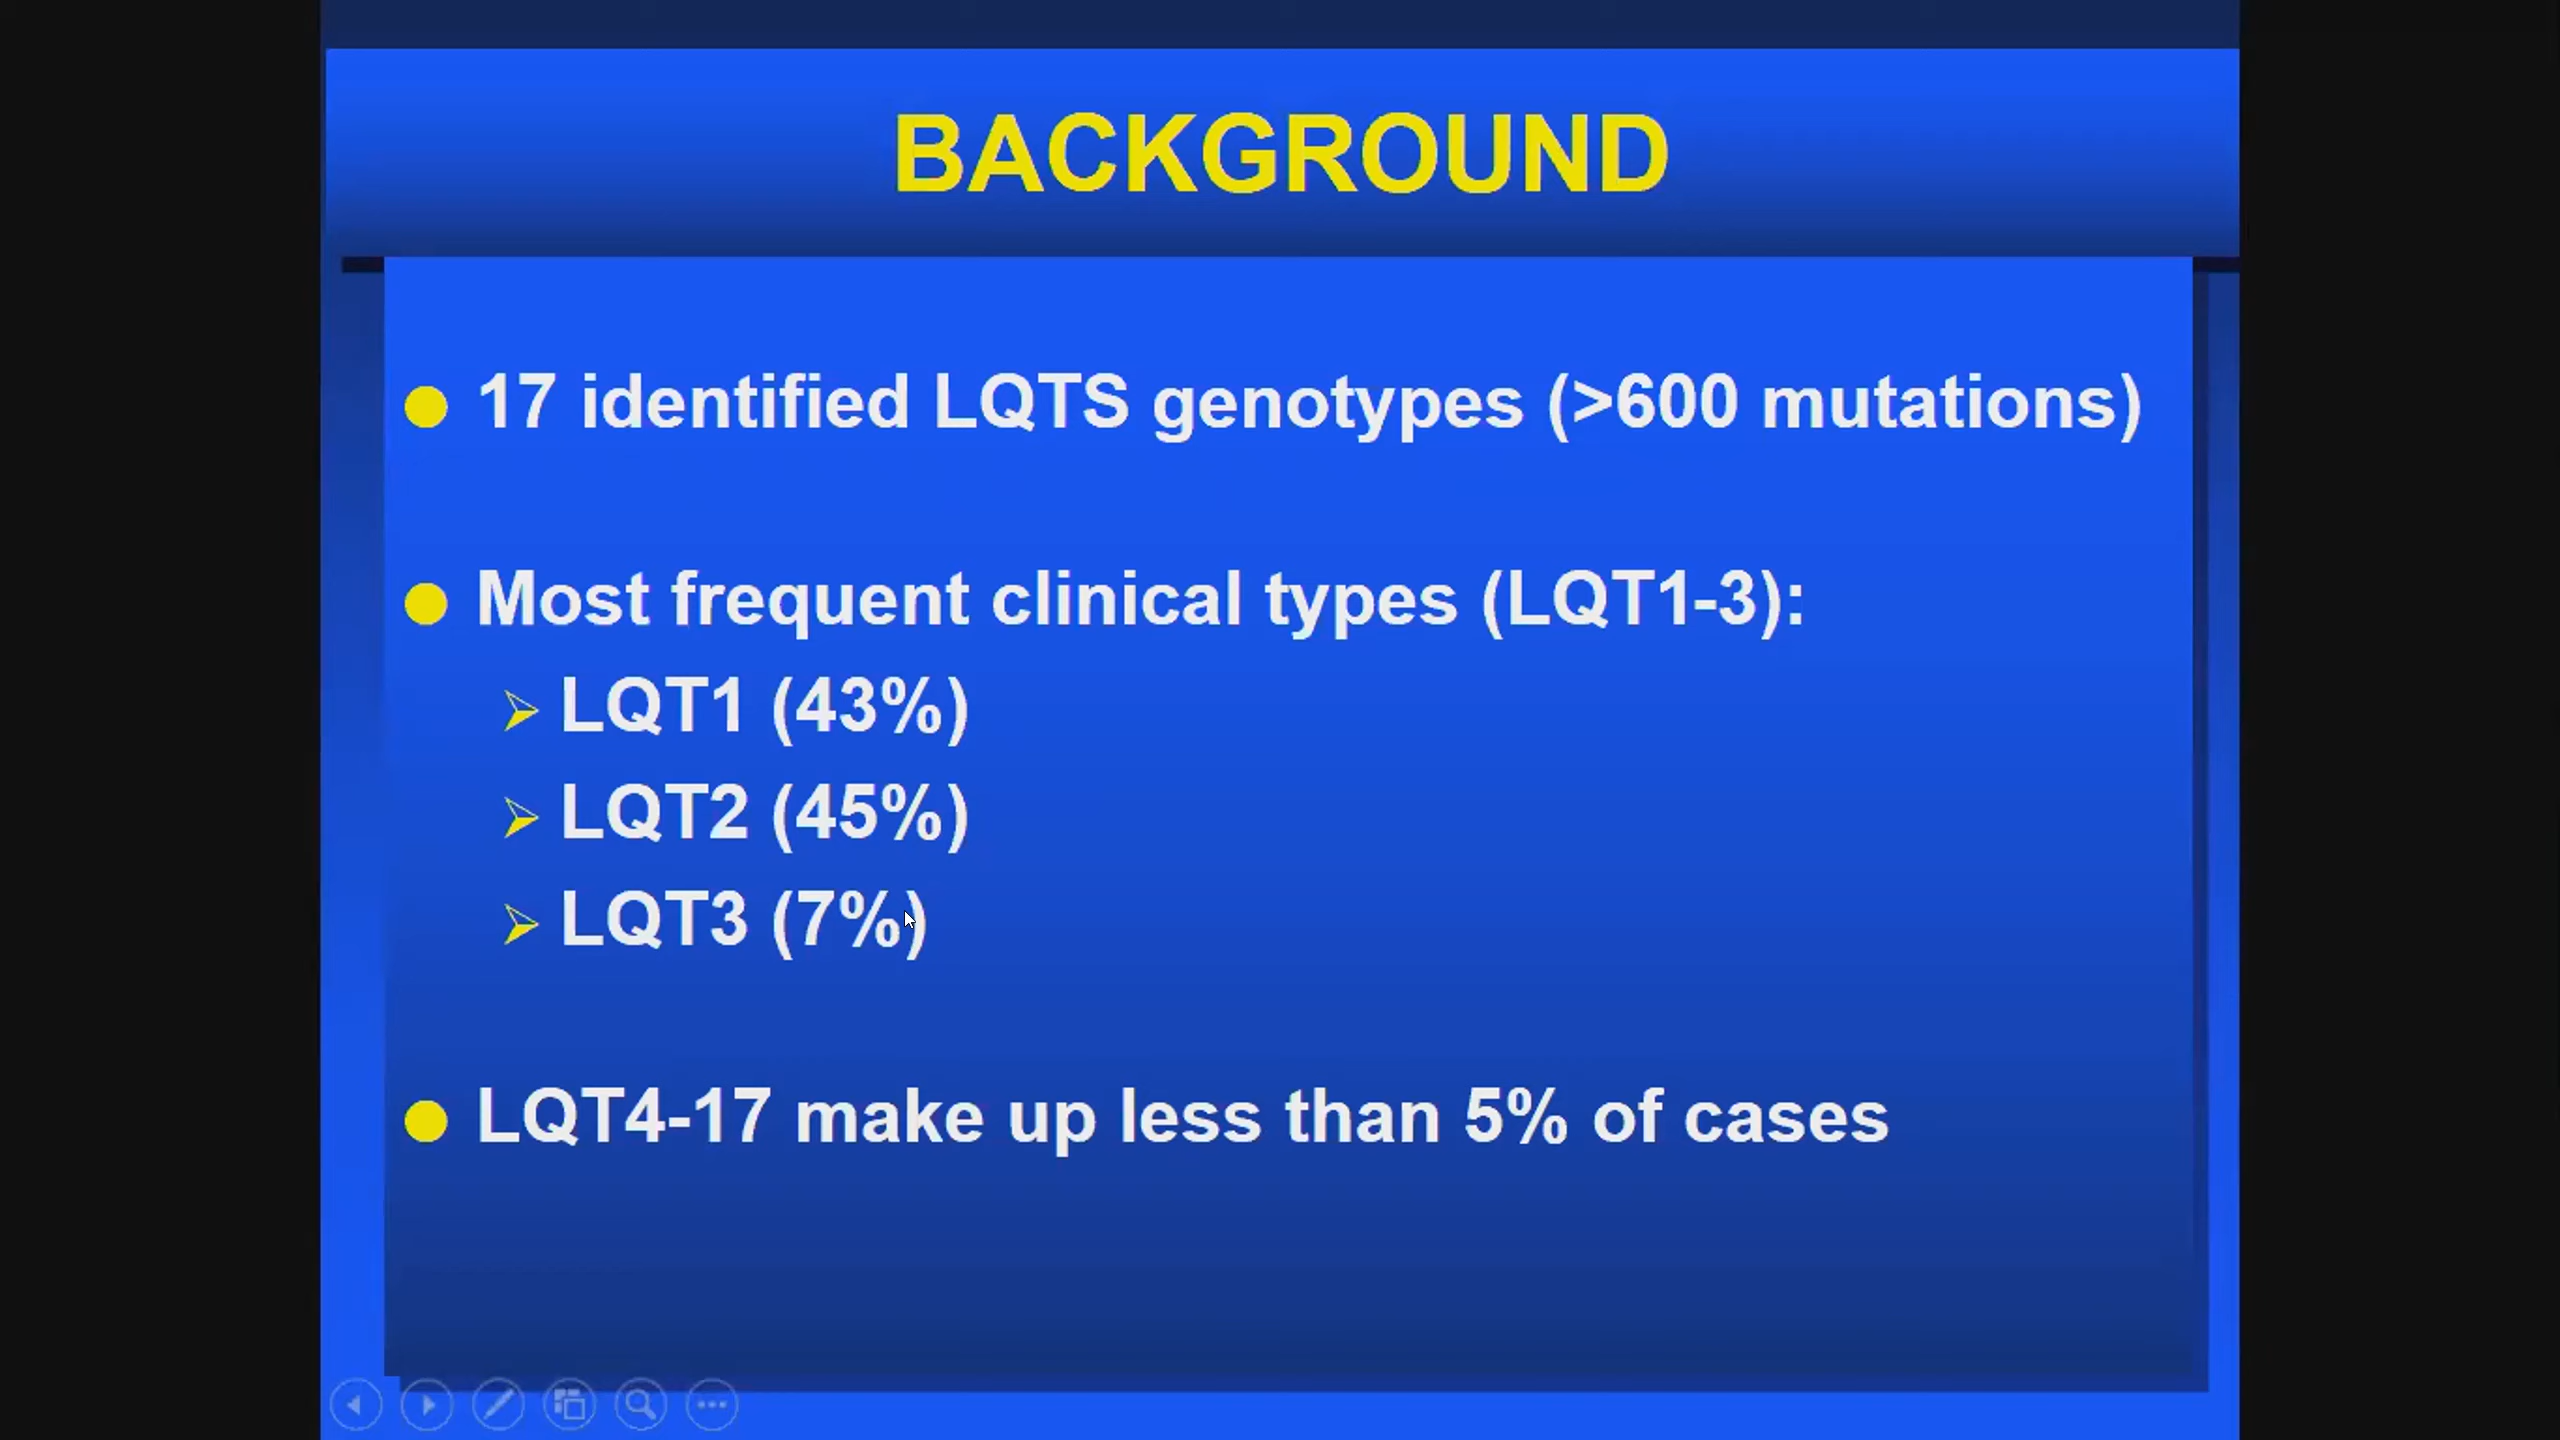 BACKGROUND
17 identified LQTS genotypes (>600 mutations)
Most frequent clinical types (LQT1-3):
LQT1 (43%)
LQT2 (45%)
LQT3 (7%)
LQT4-17 make up less than 5% of cases